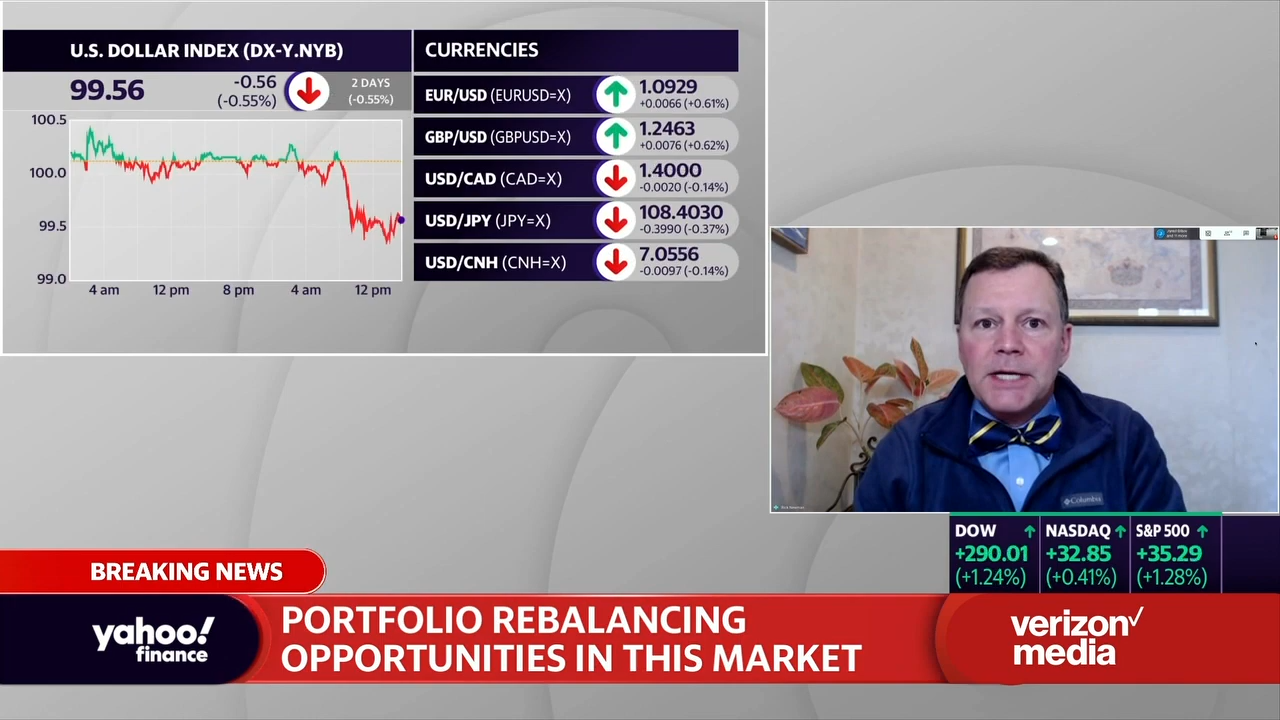 U.S. DOLLAR INDEX (DX-Y.NYB)
99.56
-0.56
(-0.55%)
2 DAYS
(-0.55%)
100.5
100.0
99.5
99.0
4 am 12 pm 8 pm 4 am 12 pm
CURRENCIES
EUR/USD (EURUSD=X) 1.0929
+0.0066 (+0.61%)
GBP/USD (GBPUSD=X) 1.2463
+0.0076 (+0.62%)
USD/CAD (CAD=X) 1.4000
-0.0020 (-0.14%)
USD/JPY (JPY=X) 108.4030
-0.3990 (-0.37%)
USD/CNH (CNH=X) 7.0556
-0.0097 (-0.14%)
Columbia
DOW
+290.01
(+1.24%)
NASDAQ
+32.85
(+0.41%)
S&P 500
+35.29
(+1.28%)
BREAKING NEWS
yahoo!
finance
PORTFOLIO REBALANCING
OPPORTUNITIES IN THIS MARKET
verizon
media